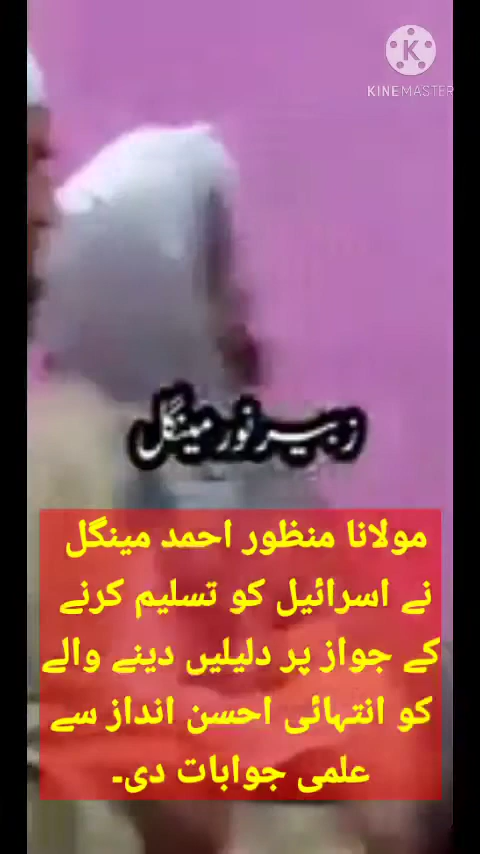 KINEMASTER
زبیر نور مینگل
مولانا منظور احمد مینگل
نے اسرائیل کو تسلیم کرنے
کے جواز پر دلیلیں دینے والے
کو انتہائی احسن انداز سے
علمی جوابات دی۔